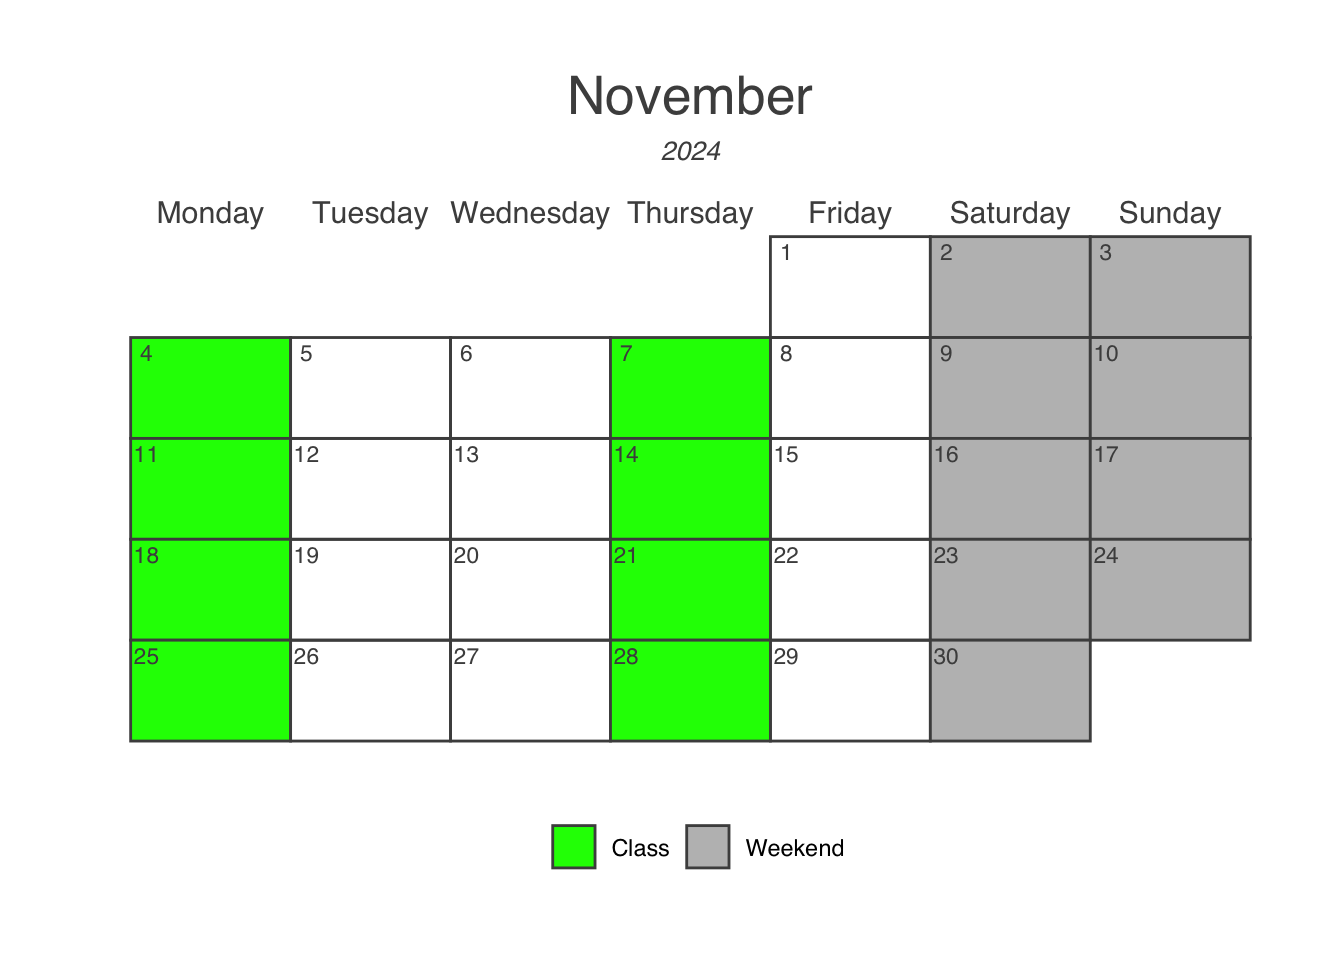 November
2024
Monday Tuesday Wednesday Thursday Friday Saturday Sunday
1 2 3
4 5 6 7 8 9 10
11 12 13 14 15 16 17
18 19 20 21 22 23 24
25 26 27 28 29 30
Class Weekend